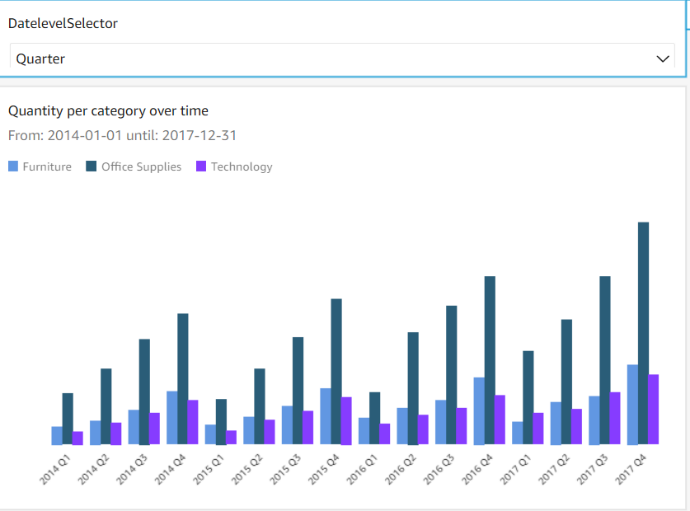 DatelevelSelector
Quarter
Quantity per category over time
From: 2014-01-01 until: 2017-12-31
Furniture Office Supplies Technology
2014 Q1 2014 Q2 2014 Q3 2014 Q4 2015 Q1 2015 Q2 2015 Q3 2015 Q4 2016 Q1 2016 Q2 2016 Q3 2016 Q4 2017 Q1 2017 Q2 2017 Q3 2017 Q4